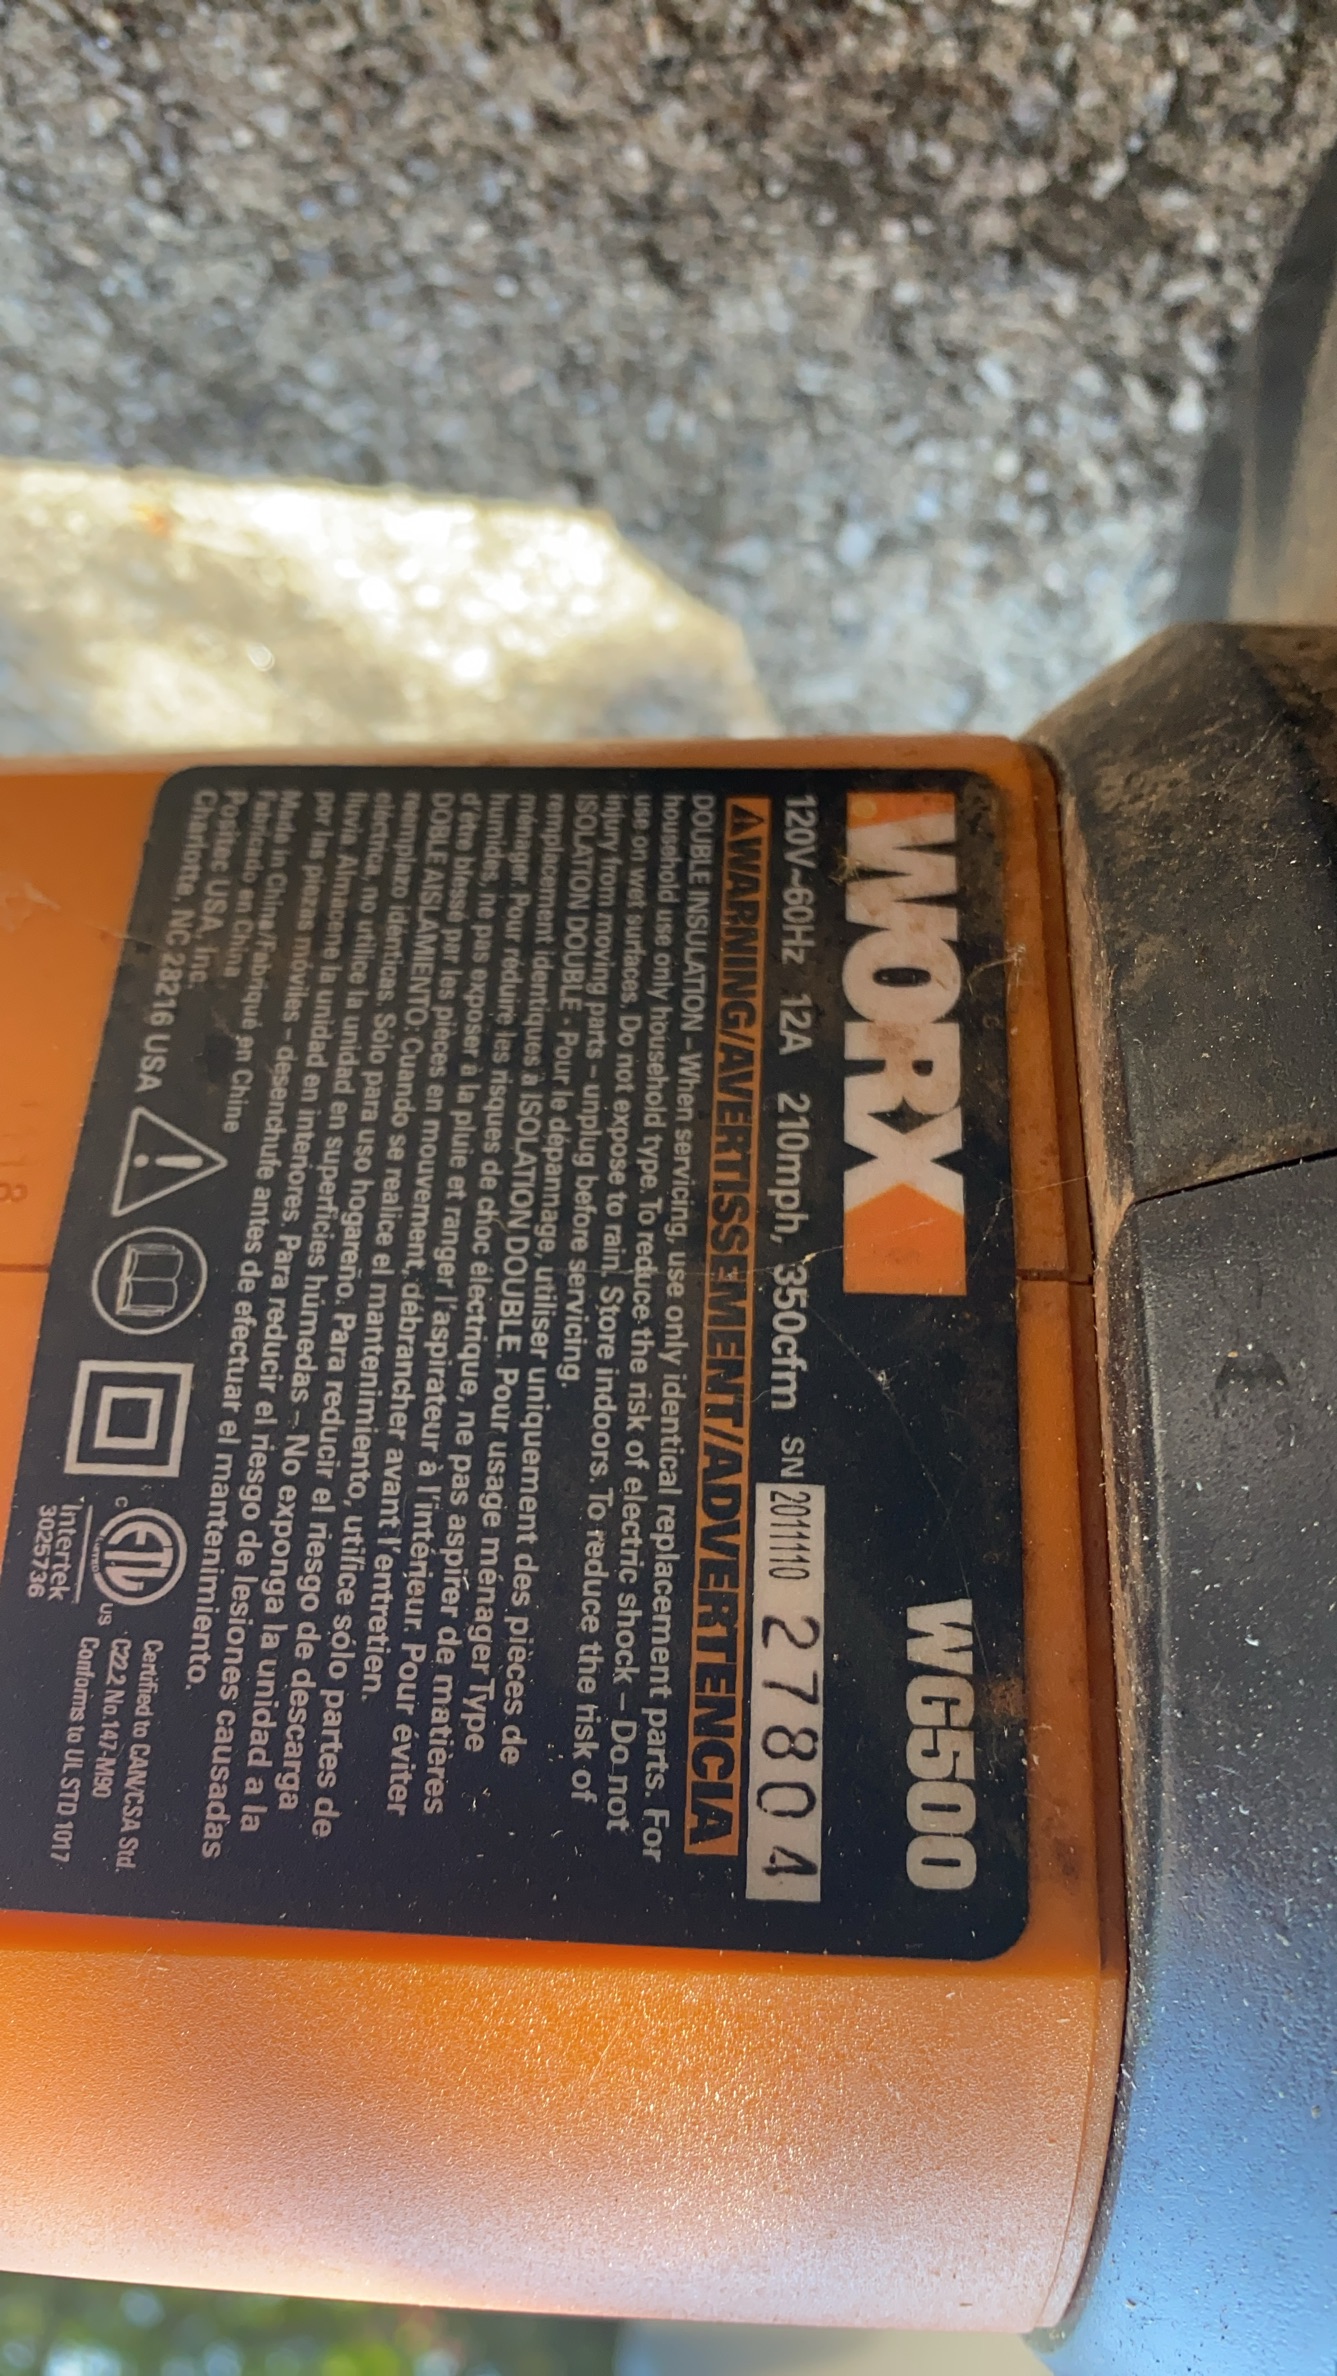 WORX WG500
120V~60Hz 12A 210mph, 350cfm SN 2011110 27804
WARNING/AVERTISSEMENT/ADVERTENCIA
DOUBLE INSULATION -When servicing, use only identical replacement parts. For
household use only/household type. To reduce the risk of electric shock – Do not
use on wet surfaces. Do not expose to rain. Store indoors. To reduce the risk of
injury from moving parts – unplug before servicing.
ISOLATION DOUBLE - Pour le dépannage, utiliser uniquement des pièces de
remplacement identiques à ISOLATION DOUBLE. Pour usage ménager Type
ménager. Pour réduire les risques de choc électrique, ne pas aspirer de matières
humides, ne pas exposer à la pluie et ranger l'aspirateur à l'intérieur. Pour éviter
d'être blessé par les pièces en mouvement, débrancher avant l'entretien.
DOBLE AISLAMIENTO: Cuando se realice el mantenimiento, utilice sólo partes de
reemplazo idénticas. Sólo para uso hogareño. Para reducir el riesgo de descarga
eléctrica, no utilice la unidad en superficies húmedas – No exponga la unidad a la
lluvia. Almacene la unidad en interiores. Para reducir el riesgo de lesiones causadas
por las piezas móviles – desenchufe antes de efectuar el mantenimiento.
Made in China/Fabriqué en Chine
Fabricado en China
Positec USA, Inc.
Charlotte, NC 28216 USA
C ETL US
Intertek
3025736
Certified to CAN/CSA Std.
C22.2 No.147-M90
Conforms to UL STD 1017